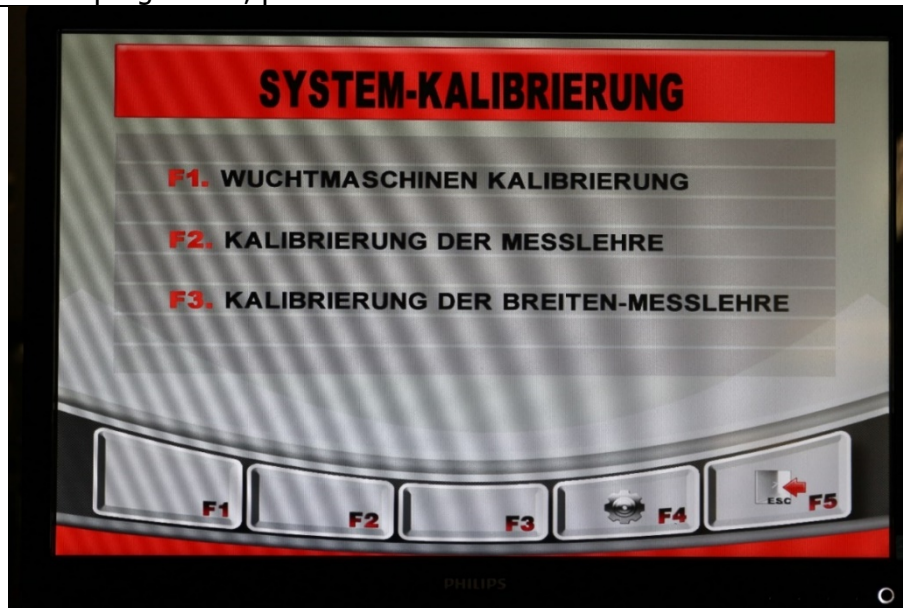 SYSTEM-KALIBRIERUNG
F1. WUCHTMASCHINEN KALIBRIERUNG
F2. KALIBRIERUNG DER MESSLEHRE
F3. KALIBRIERUNG DER BREITEN-MESSLEHRE
F1
F2
F3
F4
ESC F5
PHILIPS